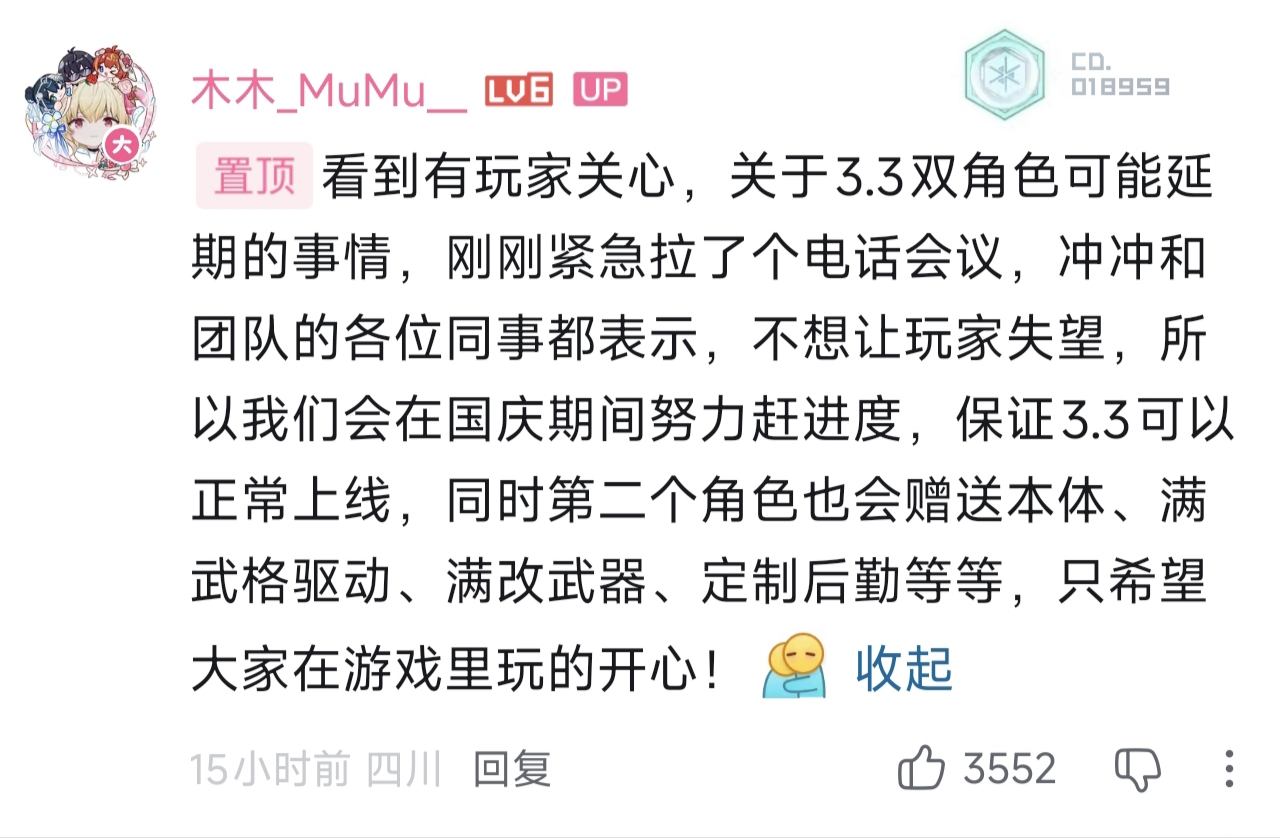 木木_MuMu__ LV6 UP
CD.
018959
大
置顶 看到有玩家关心，关于3.3双角色可能延
期的事情，刚刚紧急拉了个电话会议，冲冲和
团队的各位同事都表示，不想让玩家失望，所
以我们会在国庆期间努力赶进度，保证3.3可以
正常上线，同时第二个角色也会赠送本体、满
武格驱动、满改武器、定制后勤等等，只希望
大家在游戏里玩的开心！ 收起
15小时前 四川 回复 3552